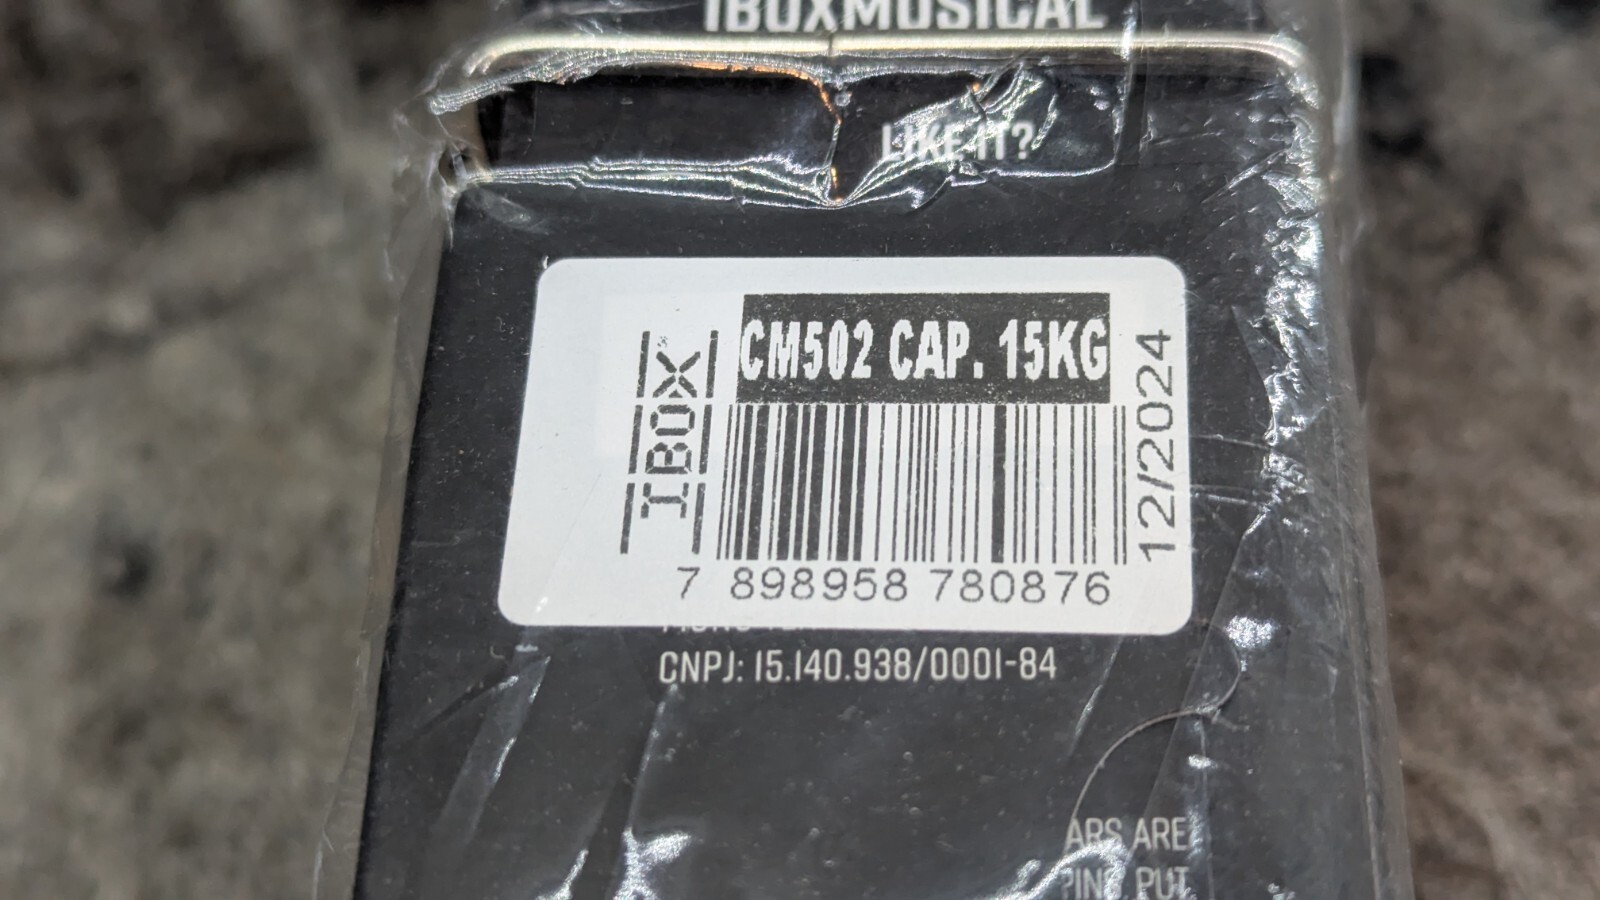 IBOXMUSICAL
LIKE IT?
CM502 CAP. 15KG
IBOX
12/2024
7 898958 780876
CNPJ: 15.140.938/0001-84
ARS ARE
PUT